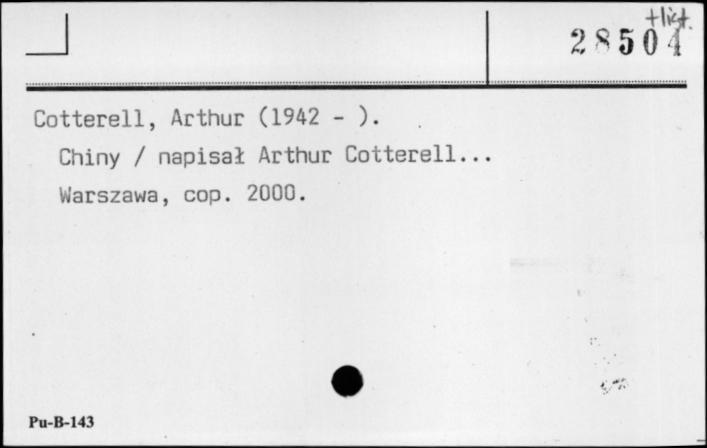 28504
Cotterell, Arthur (1942 - ).
Chiny / napisał Arthur Cotterell...
Warszawa, cop. 2000.
Pu-B-143